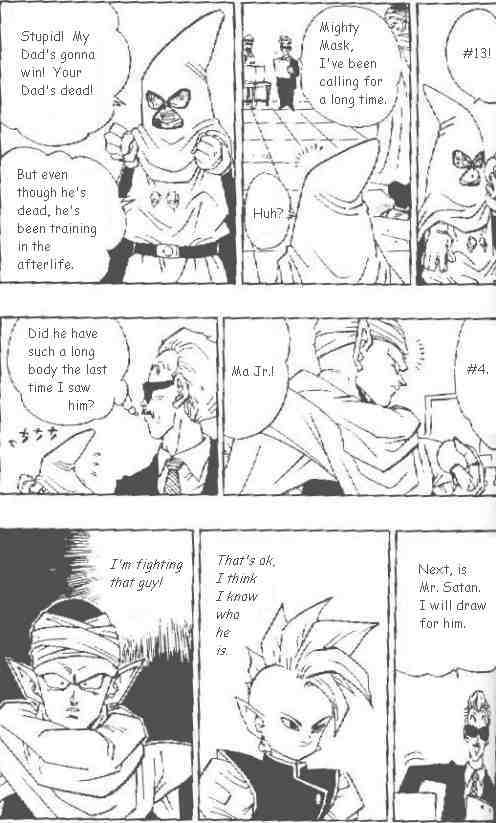 #13!
Mighty
Mask,
I've been
calling for
a long time.
Huh?
Stupid! My
Dad's gonna
win! Your
Dad's dead!
But even
though he's
dead, he's
been training
in the
afterlife.
#4.
Ma Jr.!
Did he have
such a long
body the last
time I saw
him?
Next, is
Mr. Satan.
I will draw
for him.
That's ok,
I think
I know
who
he
is.
I'm fighting
that guy!